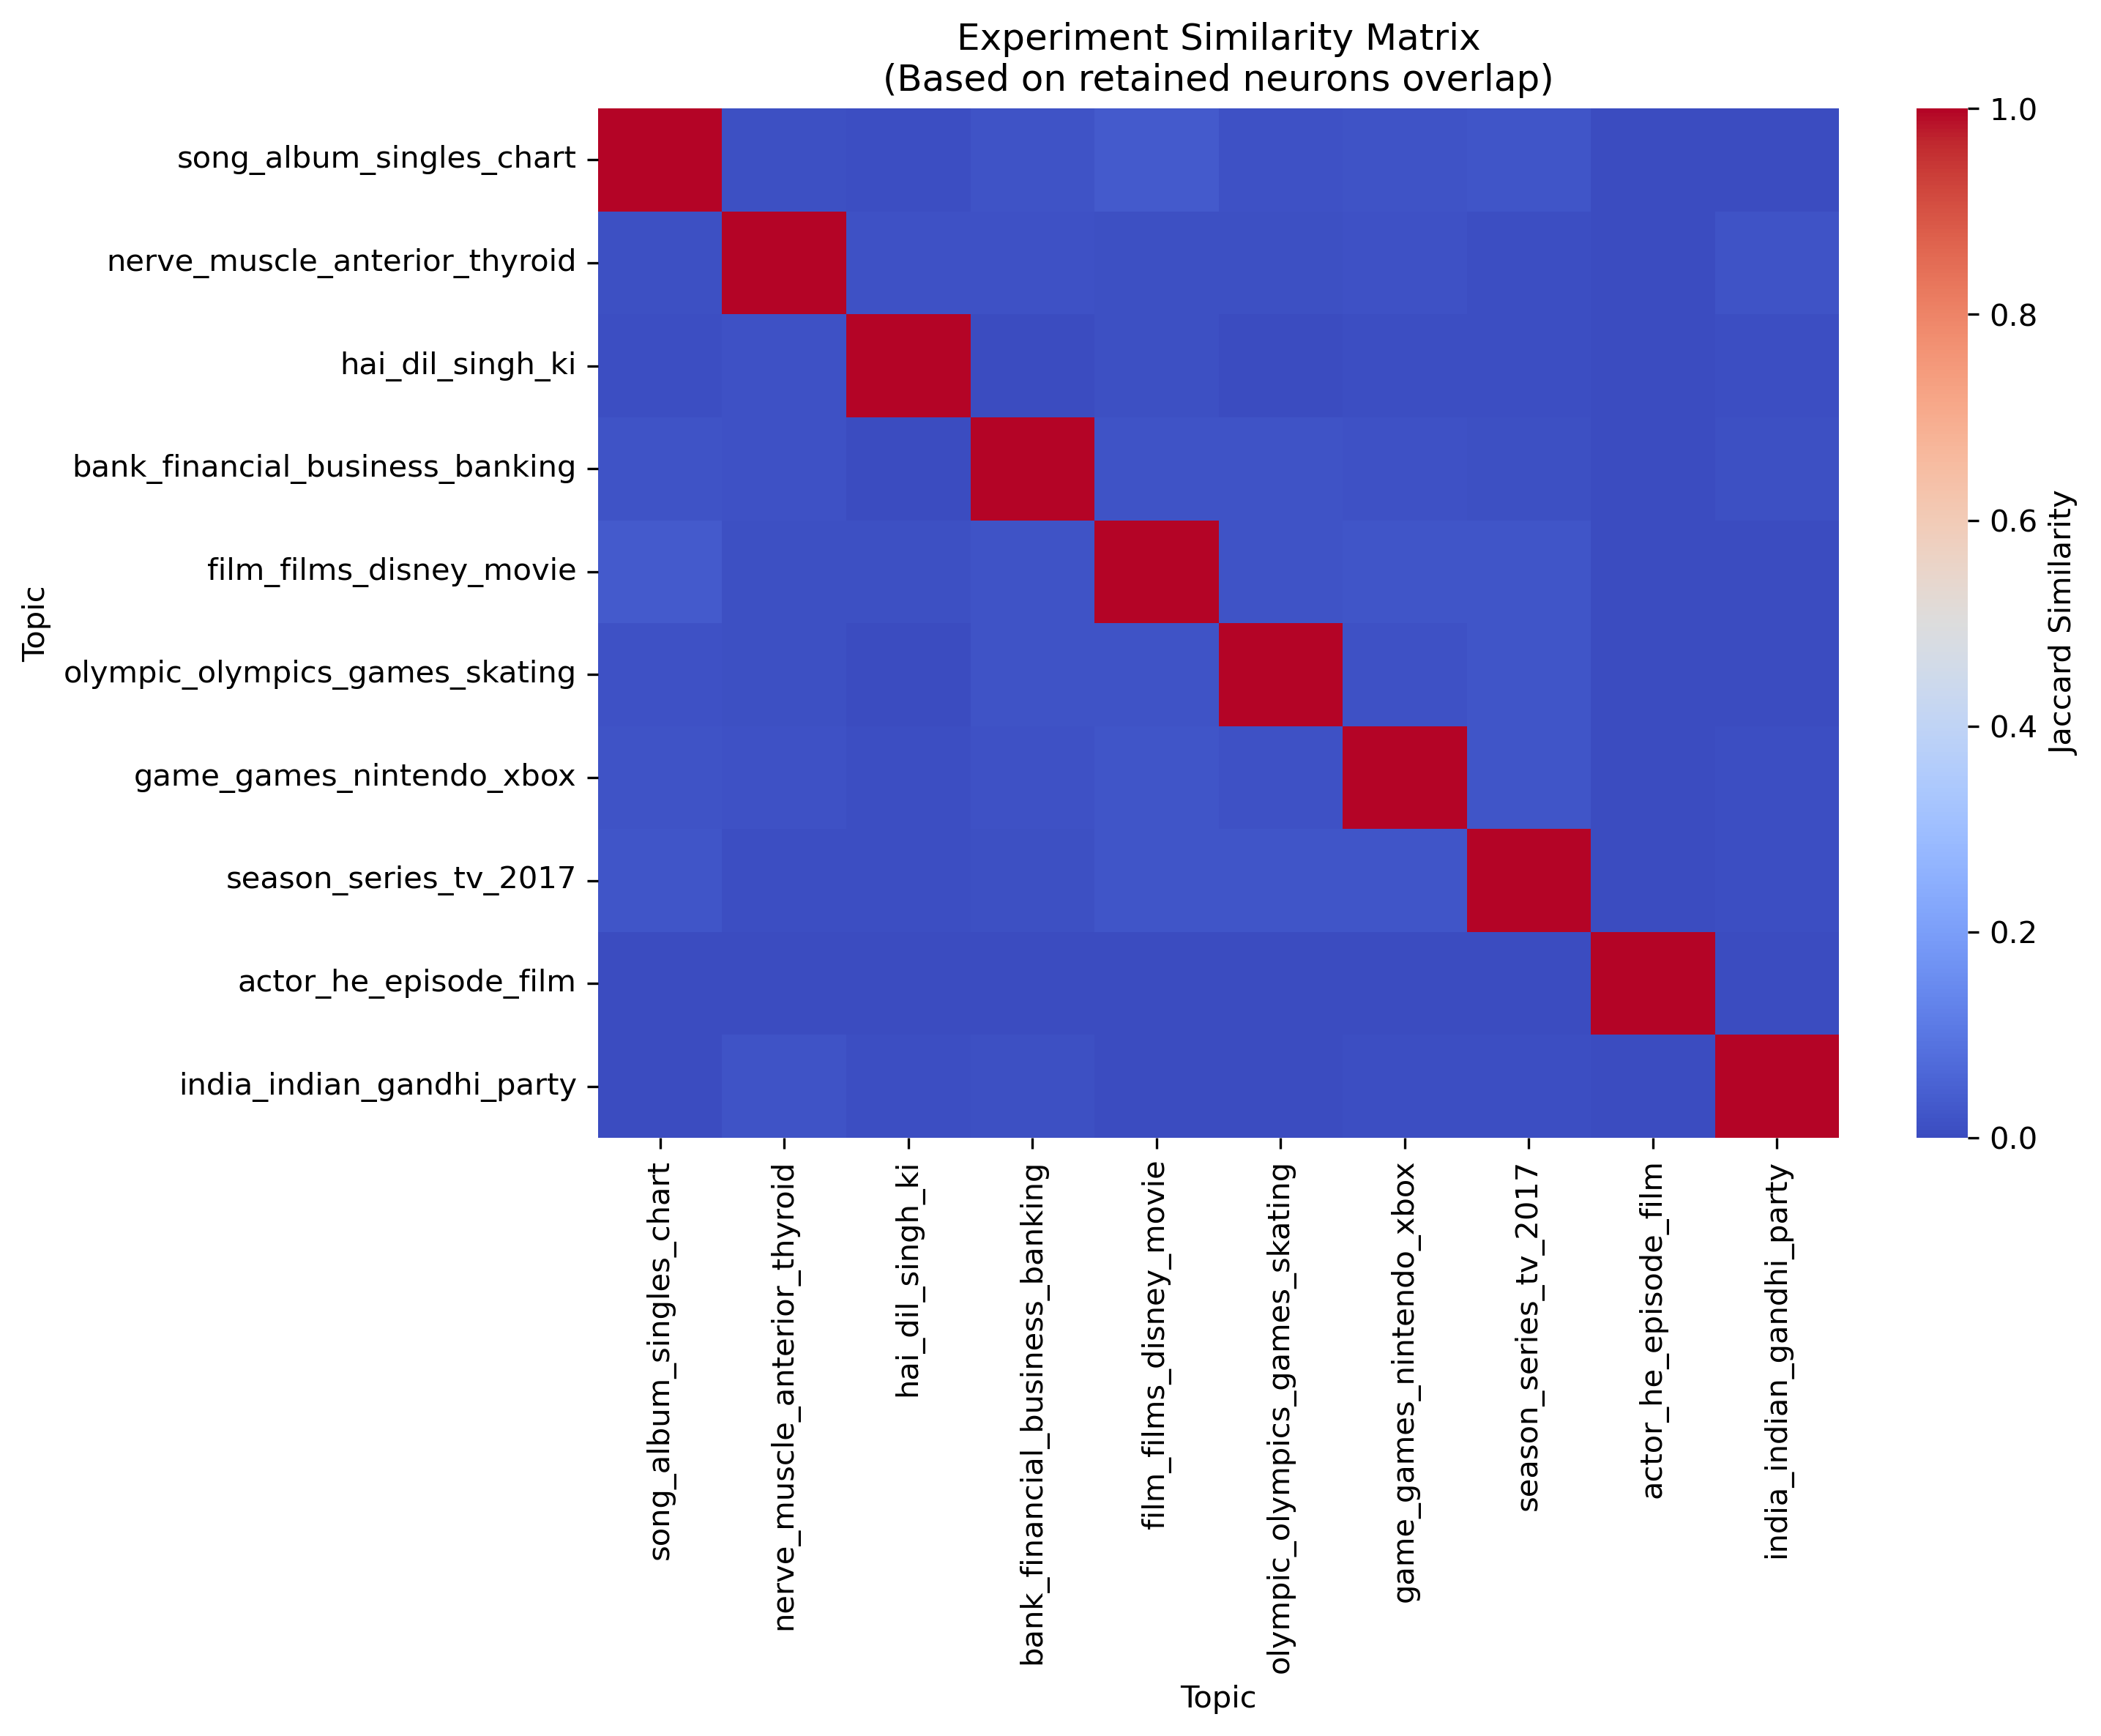 Experiment Similarity Matrix
(Based on retained neurons overlap)
Topic
song_album_singles_chart
nerve_muscle_anterior_thyroid
hai_dil_singh_ki
bank_financial_business_banking
film_films_disney_movie
olympic_olympics_games_skating
game_games_nintendo_xbox
season_series_tv_2017
actor_he_episode_film
india_indian_gandhi_party
song_album_singles_chart
nerve_muscle_anterior_thyroid
hai_dil_singh_ki
bank_financial_business_banking
film_films_disney_movie
olympic_olympics_games_skating
game_games_nintendo_xbox
season_series_tv_2017
actor_he_episode_film
india_indian_gandhi_party
Topic
1.0
0.8
0.6
0.4
0.2
0.0
Jaccard Similarity